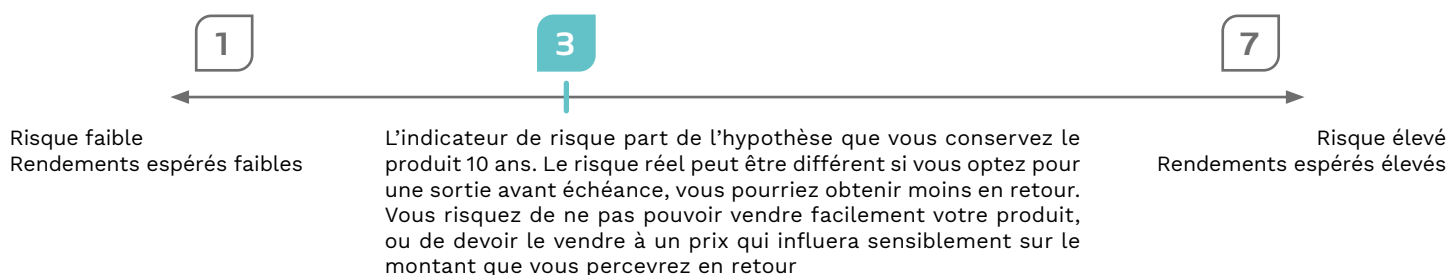 1
3
7
Risque faible
Rendements espérés faibles
L’indicateur de risque part de l’hypothèse que vous conservez le
produit 10 ans. Le risque réel peut être différent si vous optez pour
une sortie avant échéance, vous pourriez obtenir moins en retour.
Vous risquez de ne pas pouvoir vendre facilement votre produit,
ou de devoir le vendre à un prix qui influera sensiblement sur le
montant que vous percevrez en retour
Risque élevé
Rendements espérés élevés